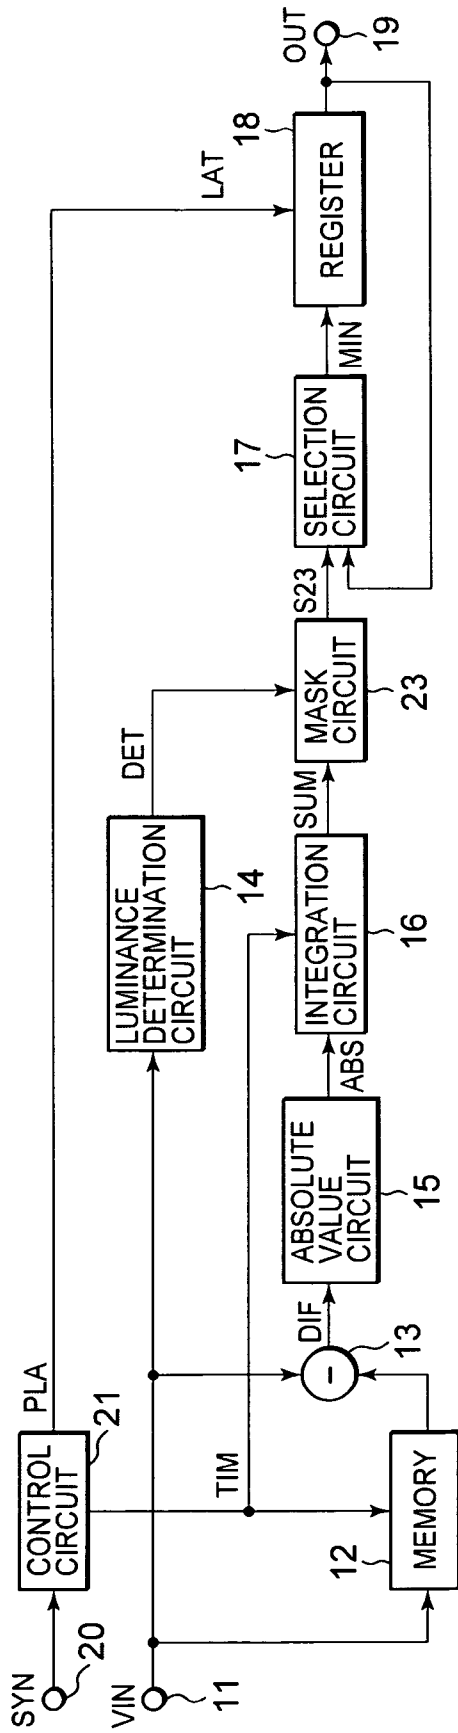 SYN
20
CONTROL
CIRCUIT
21
PLA
LAT
VIN
11
TIM
LUMINANCE
DETERMINATION
CIRCUIT
14
DET
MEMORY
12
13
DIF
ABSOLUTE
VALUE
CIRCUIT
15
ABS
INTEGRATION
CIRCUIT
16
SUM
MASK
CIRCUIT
23
S23
SELECTION
CIRCUIT
17
MIN
REGISTER
18
OUT
19